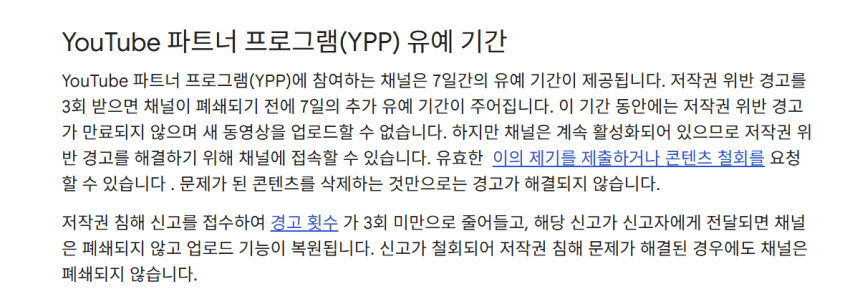 YouTube 파트너 프로그램(YPP) 유예 기간
YouTube 파트너 프로그램(YPP)에 참여하는 채널은 7일간의 유예 기간이 제공됩니다. 저작권 위반 경고를
3회 받으면 채널이 폐쇄되기 전에 7일의 추가 유예 기간이 주어집니다. 이 기간 동안에는 저작권 위반 경고
가 만료되지 않으며 새 동영상을 업로드할 수 없습니다. 하지만 채널은 계속 활성화되어 있으므로 저작권 위
반 경고를 해결하기 위해 채널에 접속할 수 있습니다. 유효한 이의 제기를 제출하거나 콘텐츠 철회를 요청
할 수 있습니다 . 문제가 된 콘텐츠를 삭제하는 것만으로는 경고가 해결되지 않습니다.
저작권 침해 신고를 접수하여 경고 횟수 가 3회 미만으로 줄어들고, 해당 신고가 신고자에게 전달되면 채널
은 폐쇄되지 않고 업로드 기능이 복원됩니다. 신고가 철회되어 저작권 침해 문제가 해결된 경우에도 채널은
폐쇄되지 않습니다.